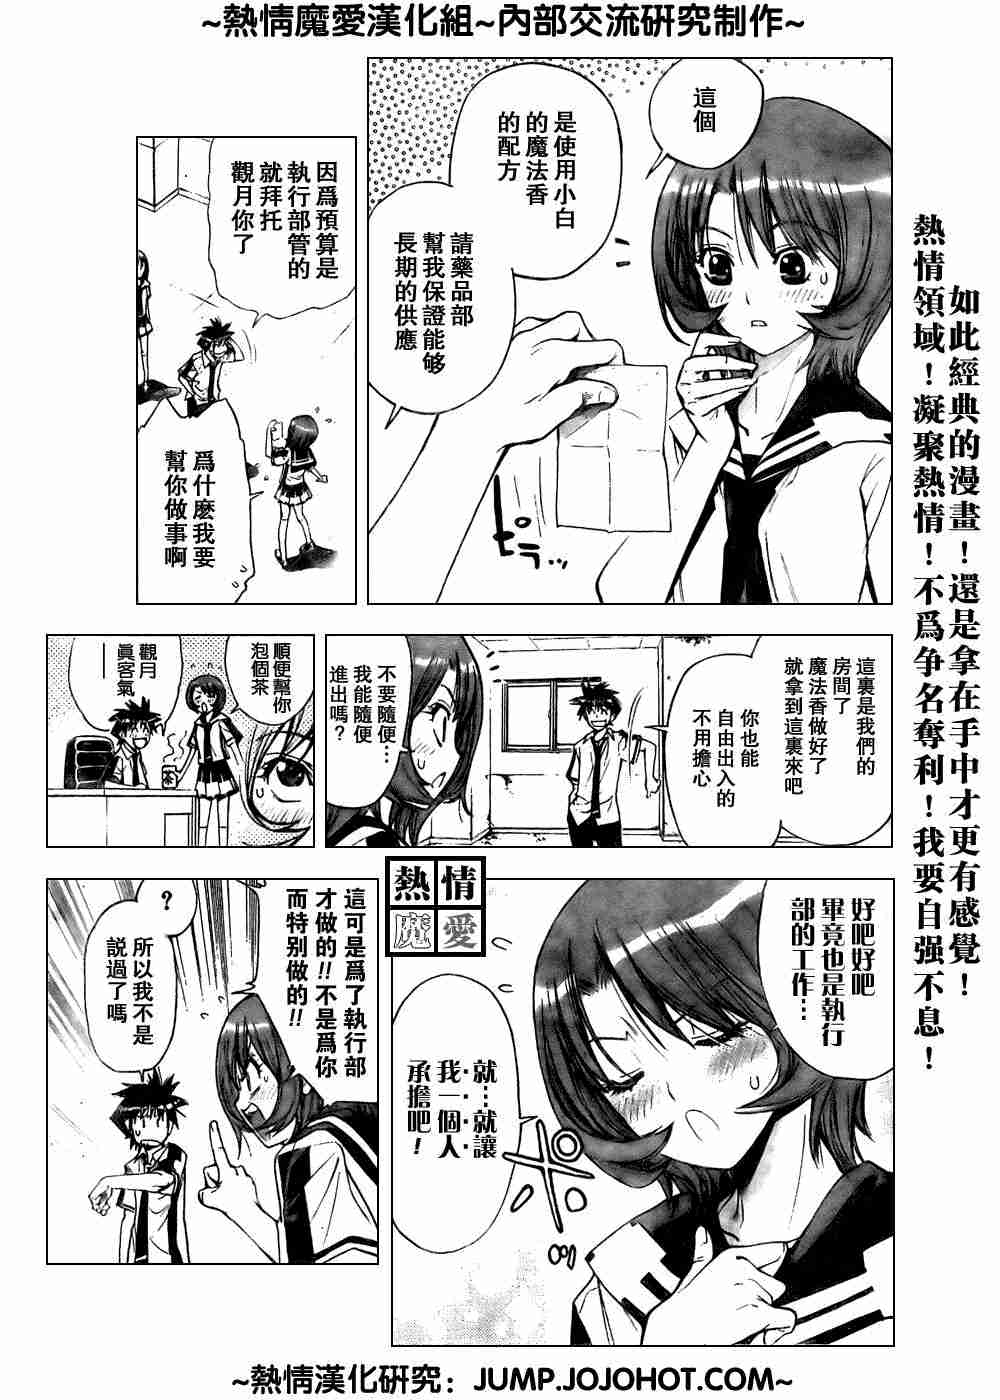 ~熱情魔愛漢化組~內部交流研究制作~
這個
是使用小白
的魔法香
的配方
請藥品部
幫我保證能够
長期的供應
ピラ…
因爲預算是
執行部管的
就拜托
觀月你了
爲什麽我要
幫你做事啊
如此經典的漫畫！還是拿在手中才更有感覺！
熱情領域！凝聚熱情！不爲争名奪利！我要自强不息！
這裏是我們的
房間了
魔法香做好了
就拿到這裏來吧
你也能
自由出入的
不用擔心
不要隨便…
我能隨便
進出嗎？
順便幫你
泡個茶
觀月
眞客氣
——
茶
熱情
魔愛
好吧好吧
畢竟也是執行
部的工作…
就…就讓
我一個人
承擔吧！
ポ
這可是爲了執行部
才做的!!不是爲你
而特别做的!!
？
所以我不是
説過了嗎
~熱情漢化研究：JUMP.JOJOHOT.COM~